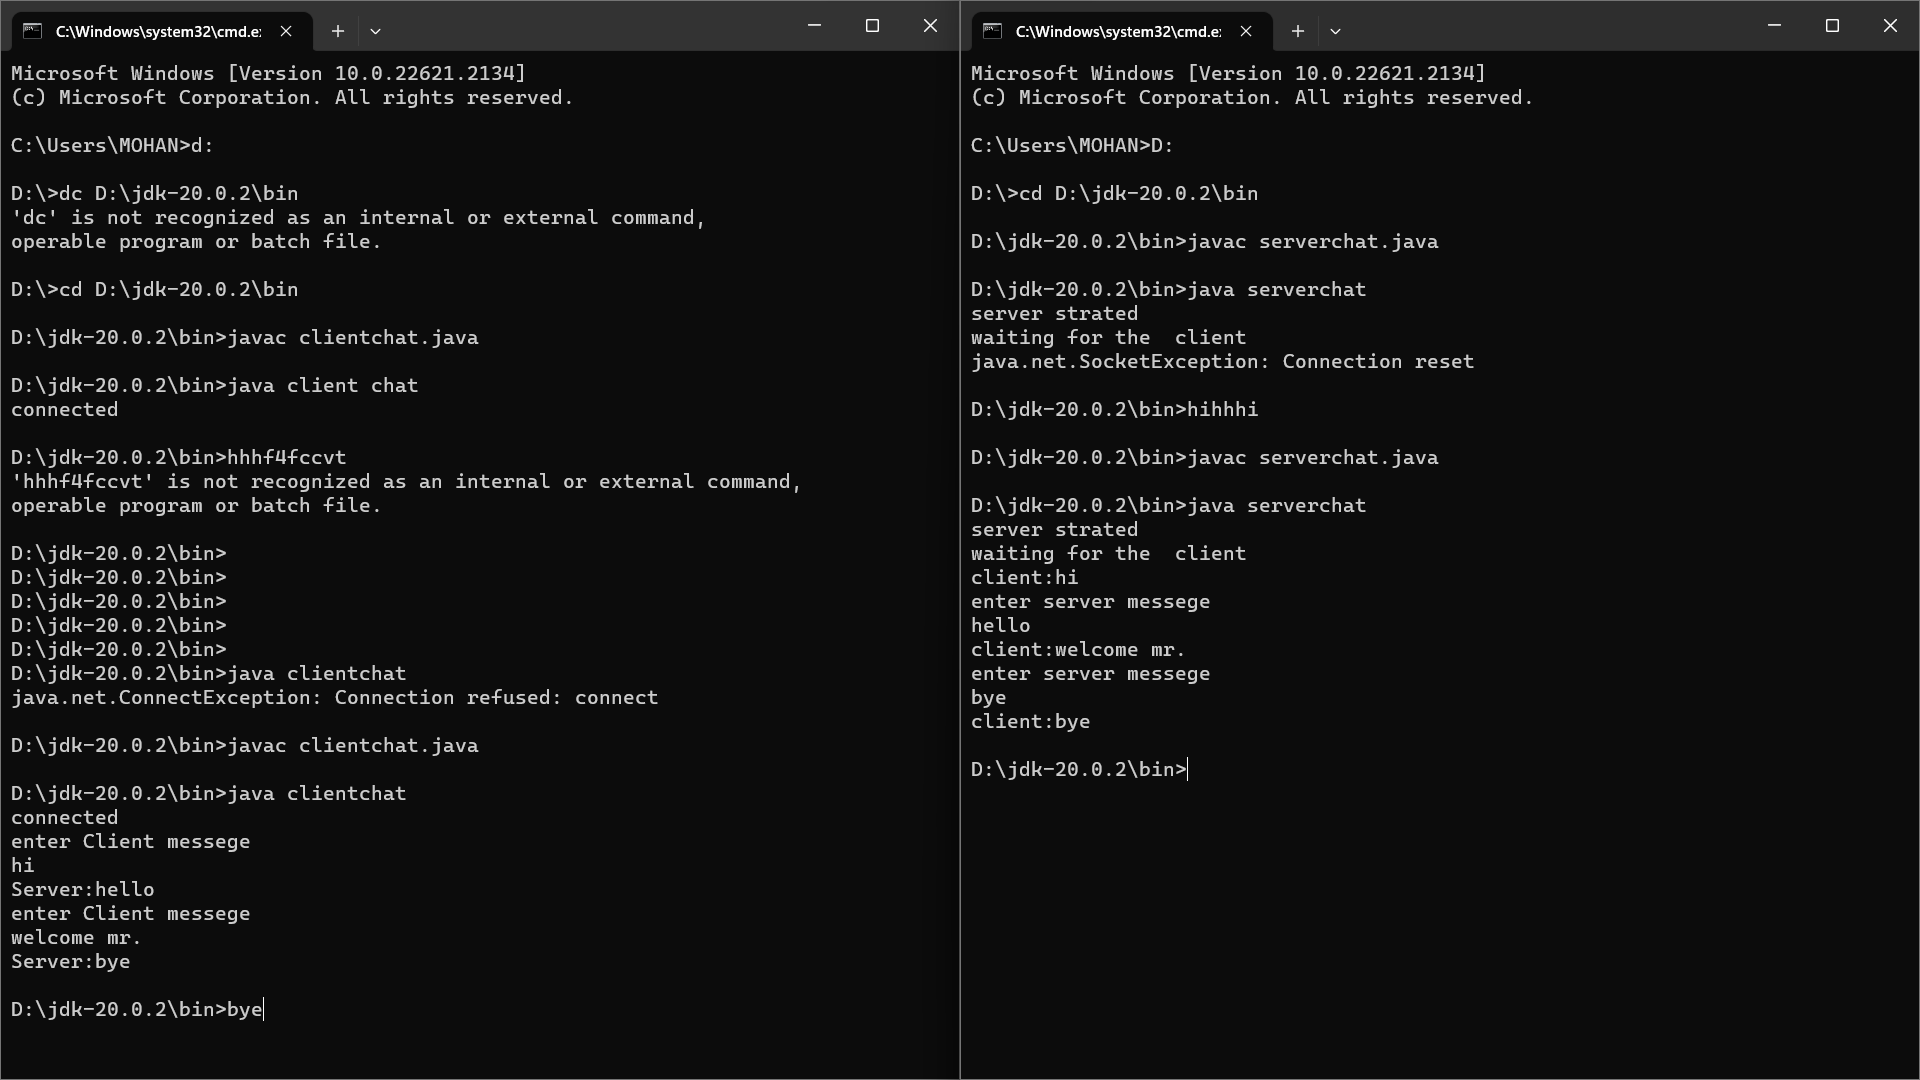 C:\Windows\system32\cmd.e
Microsoft Windows [Version 10.0.22621.2134]
(c) Microsoft Corporation. All rights reserved.
C:\Users\MOHAN>d:
D:\>dc D:\jdk-20.0.2\bin
'dc' is not recognized as an internal or external command,
operable program or batch file.
D:\>cd D:\jdk-20.0.2\bin
D:\jdk-20.0.2\bin>javac clientchat.java
D:\jdk-20.0.2\bin>java client chat
connected
D:\jdk-20.0.2\bin>hhhf4fccvt
'hhhf4fccvt' is not recognized as an internal or external command,
operable program or batch file.
D:\jdk-20.0.2\bin>
D:\jdk-20.0.2\bin>
D:\jdk-20.0.2\bin>
D:\jdk-20.0.2\bin>
D:\jdk-20.0.2\bin>
D:\jdk-20.0.2\bin>java clientchat
java.net.ConnectException: Connection refused: connect
D:\jdk-20.0.2\bin>javac clientchat.java
D:\jdk-20.0.2\bin>java clientchat
connected
enter Client messege
hi
Server:hello
enter Client messege
welcome mr.
Server:bye
D:\jdk-20.0.2\bin>bye
C:\Windows\system32\cmd.e
Microsoft Windows [Version 10.0.22621.2134]
(c) Microsoft Corporation. All rights reserved.
C:\Users\MOHAN>D:
D:\>cd D:\jdk-20.0.2\bin
D:\jdk-20.0.2\bin>javac serverchat.java
D:\jdk-20.0.2\bin>java serverchat
server strated
waiting for the  client
java.net.SocketException: Connection reset
D:\jdk-20.0.2\bin>hihhhi
D:\jdk-20.0.2\bin>javac serverchat.java
D:\jdk-20.0.2\bin>java serverchat
server strated
waiting for the  client
client:hi
enter server messege
hello
client:welcome mr.
enter server messege
bye
client:bye
D:\jdk-20.0.2\bin>